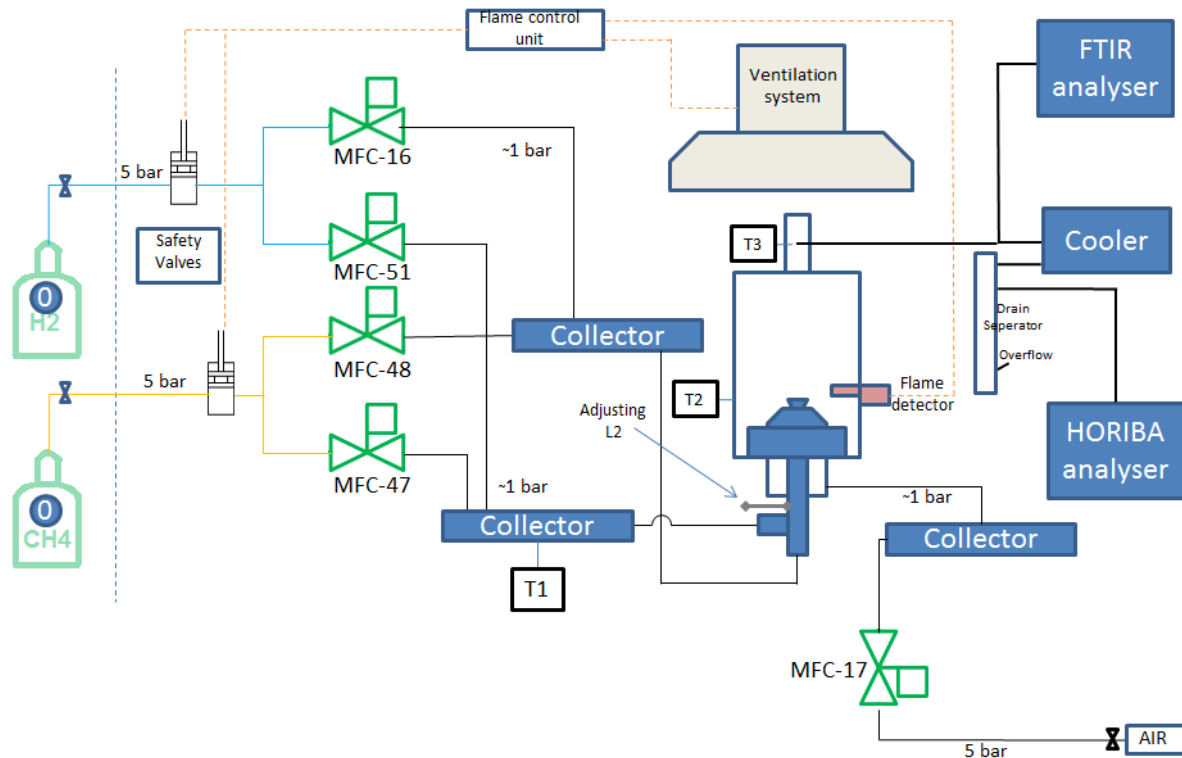 Flame control
unit
FTIR
analyser
Ventilation
system
MFC-16
~1 bar
5 bar
Safety
Valves
MFC-51
T3
Cooler
O
H2
MFC-48
Collector
Drain
Seperator
Overflow
5 bar
T2
Flame
detector
Adjusting
L2
HORIBA
analyser
MFC-47
O
CH4
~1 bar
Collector
~1 bar
Collector
T1
MFC-17
5 bar
AIR